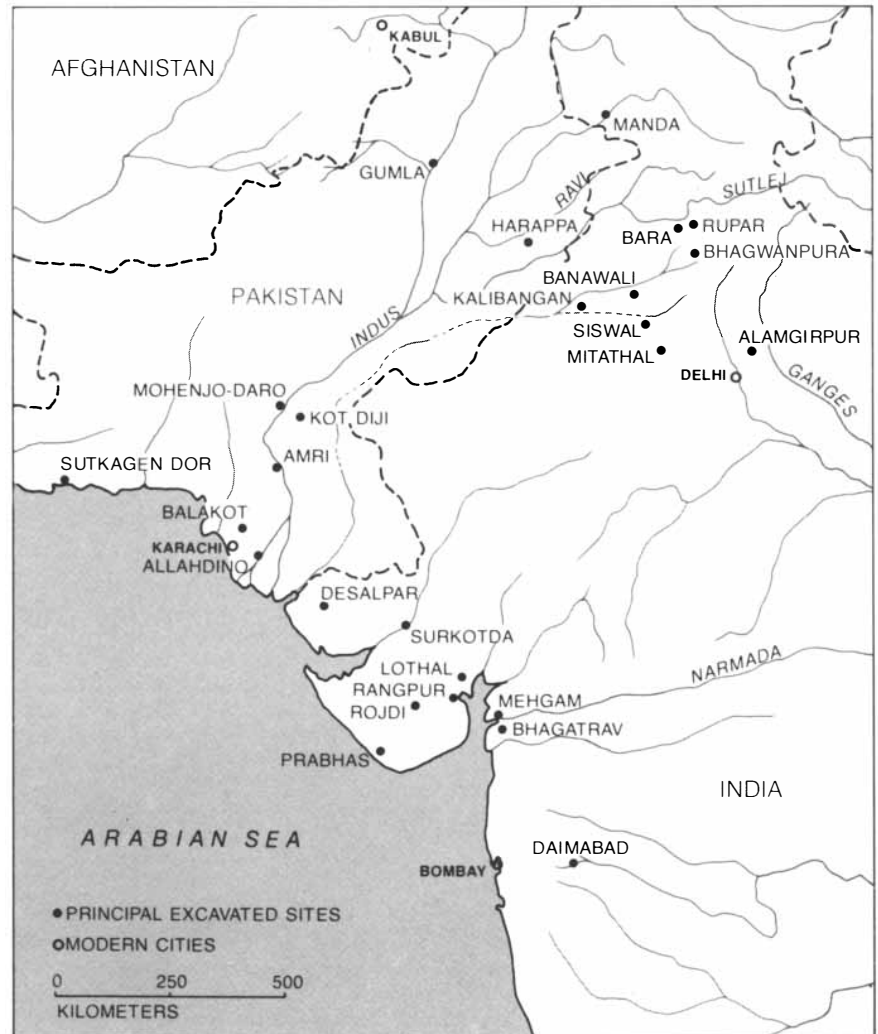 KABUL
AFGHANISTAN
MANDA
GUMLA
RAVI
SUTLEJ
HARAPPA
RUPAR
BARA
BHAGWANPURA
BANAWALI
PAKISTAN
KALIBANGAN
INDUS
SISWAL
ALAMGIRPUR
MITATHAL
DELHI
GANGES
MOHENJO-DARO
KOT DIJI
AMRI
SUTKAGEN DOR
BALAKOT
KARACHI
ALLAHDINO
DESALPAR
SURKOTDA
LOTHAL
NARMADA
RANGPUR
MEHGAM
ROJDI
BHAGATRAV
PRABHAS
INDIA
ARABIAN SEA
DAIMABAD
BOMBAY
PRINCIPAL EXCAVATED SITES
MODERN CITIES
0 250 500
KILOMETERS